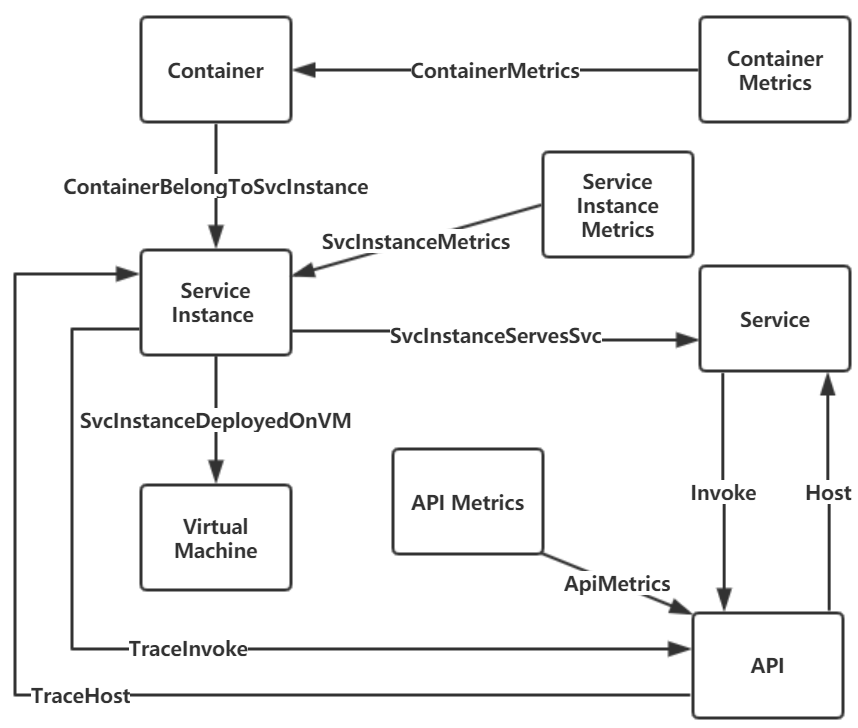 Container
ContainerMetrics
Container
Metrics
ContainerBelongToSvcInstance
Service
Instance
Metrics
SvcInstanceMetrics
Service
Instance
SvcInstanceServesSvc
Service
SvcInstanceDeployedOnVM
API Metrics
Invoke
Host
Virtual
Machine
ApiMetrics
TraceInvoke
API
TraceHost